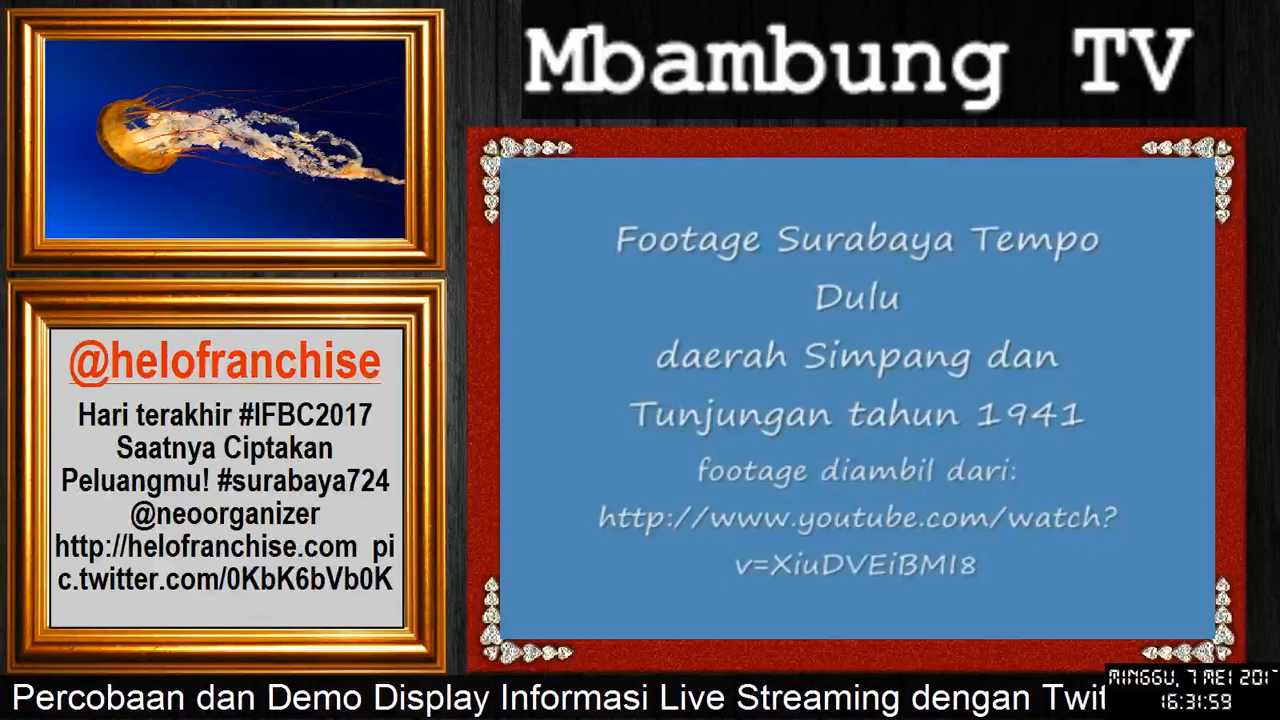 Mbambung TV
Footage Surabaya Tempo
Dulu
daerah Simpang dan
Tunjungan tahun 1941
footage diambil dari:
http://www.youtube.com/watch?
v=XiuDVEiBMI8
@helofranchise
Hari terakhir #IFBC2017
Saatnya Ciptakan
Peluangmu! #surabaya724
@neoorganizer
http://helofranchise.com pi
c.twitter.com/0KbK6bVb0K
Percobaan dan Demo Display Informasi Live Streaming dengan Twit
MINGGU, 7 MEI 201
16:31:59